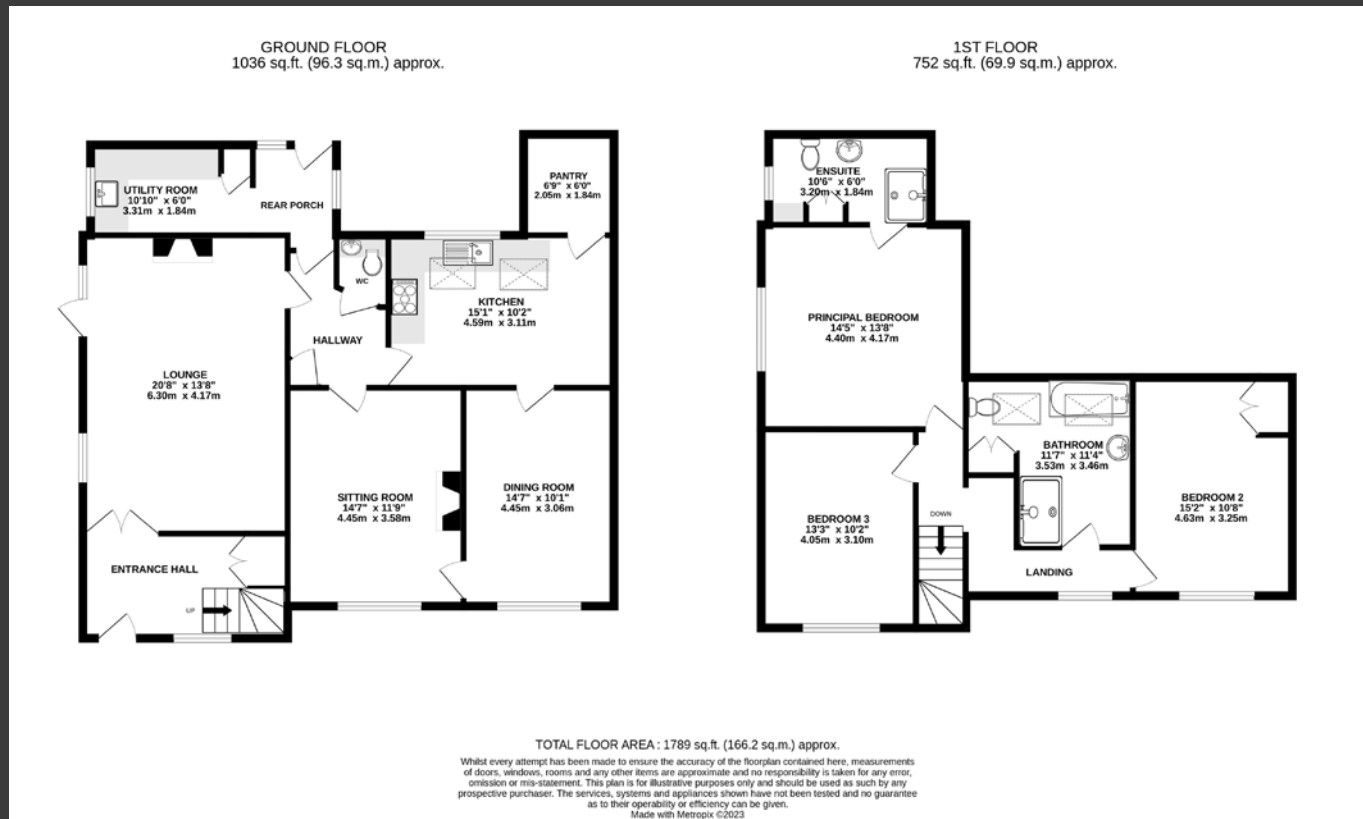 GROUND FLOOR
1036 sq.ft. (96.3 sq.m.) approx.
1ST FLOOR
752 sq.ft. (69.9 sq.m.) approx.
UTILITY ROOM
10'10" x 6'0"
3.31m x 1.84m
REAR PORCH
PANTRY
6'9" x 6'0"
2.05m x 1.84m
WC
KITCHEN
15'1" x 10'2"
4.59m x 3.11m
HALLWAY
LOUNGE
20'8" x 13'8"
6.30m x 4.17m
SITTING ROOM
14'7" x 11'9"
4.45m x 3.58m
DINING ROOM
14'7" x 10'1"
4.45m x 3.06m
ENTRANCE HALL
UP
ENSUITE
10'6" x 6'0"
3.20m x 1.84m
PRINCIPAL BEDROOM
14'5" x 13'8"
4.40m x 4.17m
BATHROOM
11'7" x 11'4"
3.53m x 3.46m
BEDROOM 2
15'2" x 10'8"
4.63m x 3.25m
BEDROOM 3
13'3" x 10'2"
4.05m x 3.10m
DOWN
LANDING
TOTAL FLOOR AREA : 1789 sq.ft. (166.2 sq.m.) approx.
Whilst every attempt has been made to ensure the accuracy of the floorplan contained here, measurements
of doors, windows, rooms and any other items are approximate and no responsibility is taken for any error,
omission or mis-statement. This plan is for illustrative purposes only and should be used as such by any
prospective purchaser. The services, systems and appliances shown have not been tested and no guarantee
as to their operability or efficiency can be given.
Made with Metropix ©2023